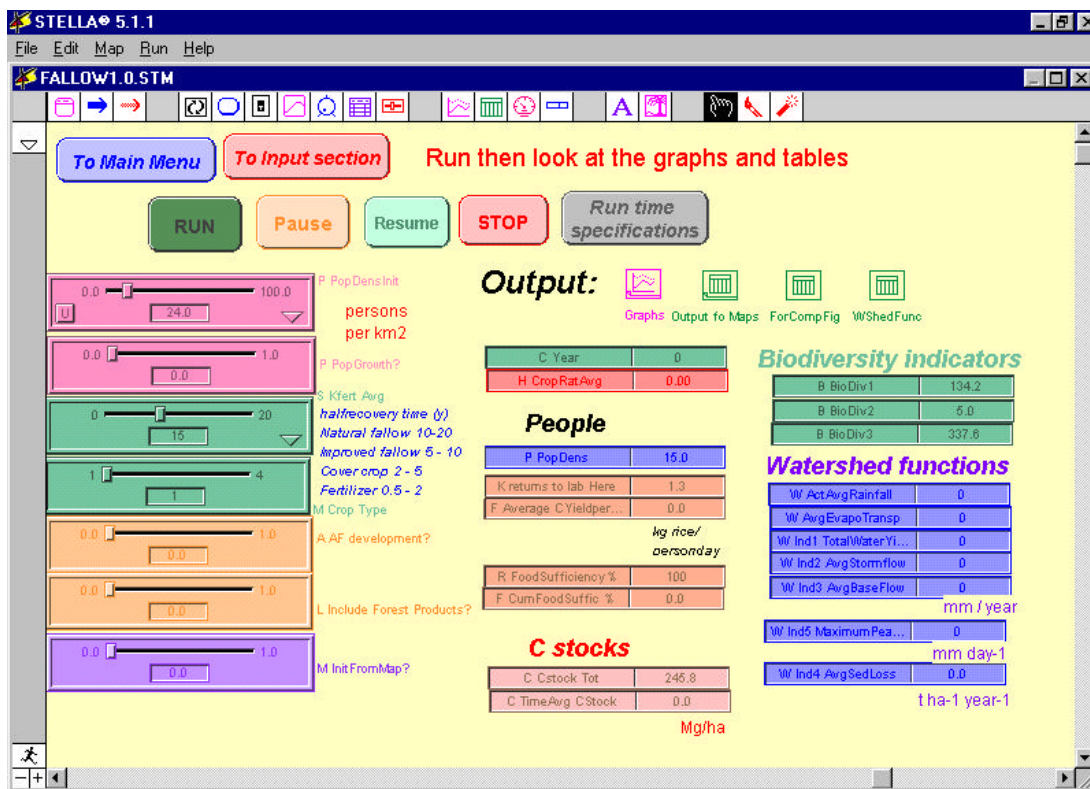 STELLA® 5.1.1
File Edit Map Run Help
FALLOW1.0.STM
A
To Main Menu
To Input section
Run then look at the graphs and tables
RUN
Pause
Resume
STOP
Run time
specifications
0.0 100.0
U 24.0
P PopDensInit
persons
per km2
0.0 1.0
0.0
P PopGrowth?
S Kfert Avg
0 20
15
halfrecovery time (y)
Natural fallow 10-20
Improved fallow 5 - 10
Cover crop 2 - 5
Fertilizer 0.5 - 2
1 4
1
M Crop Type
0.0 1.0
0.0
A AF development?
0.0 1.0
0.0
L Include Forest Products?
0.0 1.0
0.0
M InitFromMap?
Output:
Graphs
Output fo Maps
ForCompFig
WShedFunc
C Year 0
H CropRatAvg 0.00
People
P PopDens 15.0
K returns to lab Here 1.3
F Average CYieldper... 0.0
kg rice/
personday
R FoodSufficiency % 100
F CumFoodSuffic % 0.0
C stocks
C Cstock Tot 245.8
C TimeAvg CStock 0.0
Mg/ha
Biodiversity indicators
B BioDiv1 134.2
B BioDiv2 5.0
B BioDiv3 337.6
Watershed functions
W ActAvgRainfall 0
W AvgEvapoTransp 0
W Ind1 TotalWaterYi... 0
W Ind2 AvgStormflow 0
W Ind3 AvgBaseFlow 0
mm / year
W Ind5 MaximumPea... 0
mm day-1
W Ind4 AvgSedLoss 0.0
t ha-1 year-1